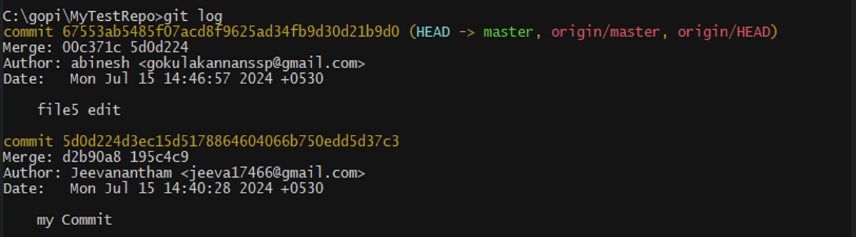 C:\gopi\MyTestRepo>git log
commit 67553ab5485f07acd8f9625ad34fb9d30d21b9d0 (HEAD -> master, origin/master, origin/HEAD)
Merge: 00c371c 5d0d224
Author: abinesh <gokulakannanssp@gmail.com>
Date:   Mon Jul 15 14:46:57 2024 +0530
file5 edit
commit 5d0d224d3ec15d5178864604066b750edd5d37c3
Merge: d2b90a8 195c4c9
Author: Jeevanantham <jeeva17466@gmail.com>
Date:   Mon Jul 15 14:40:28 2024 +0530
my Commit